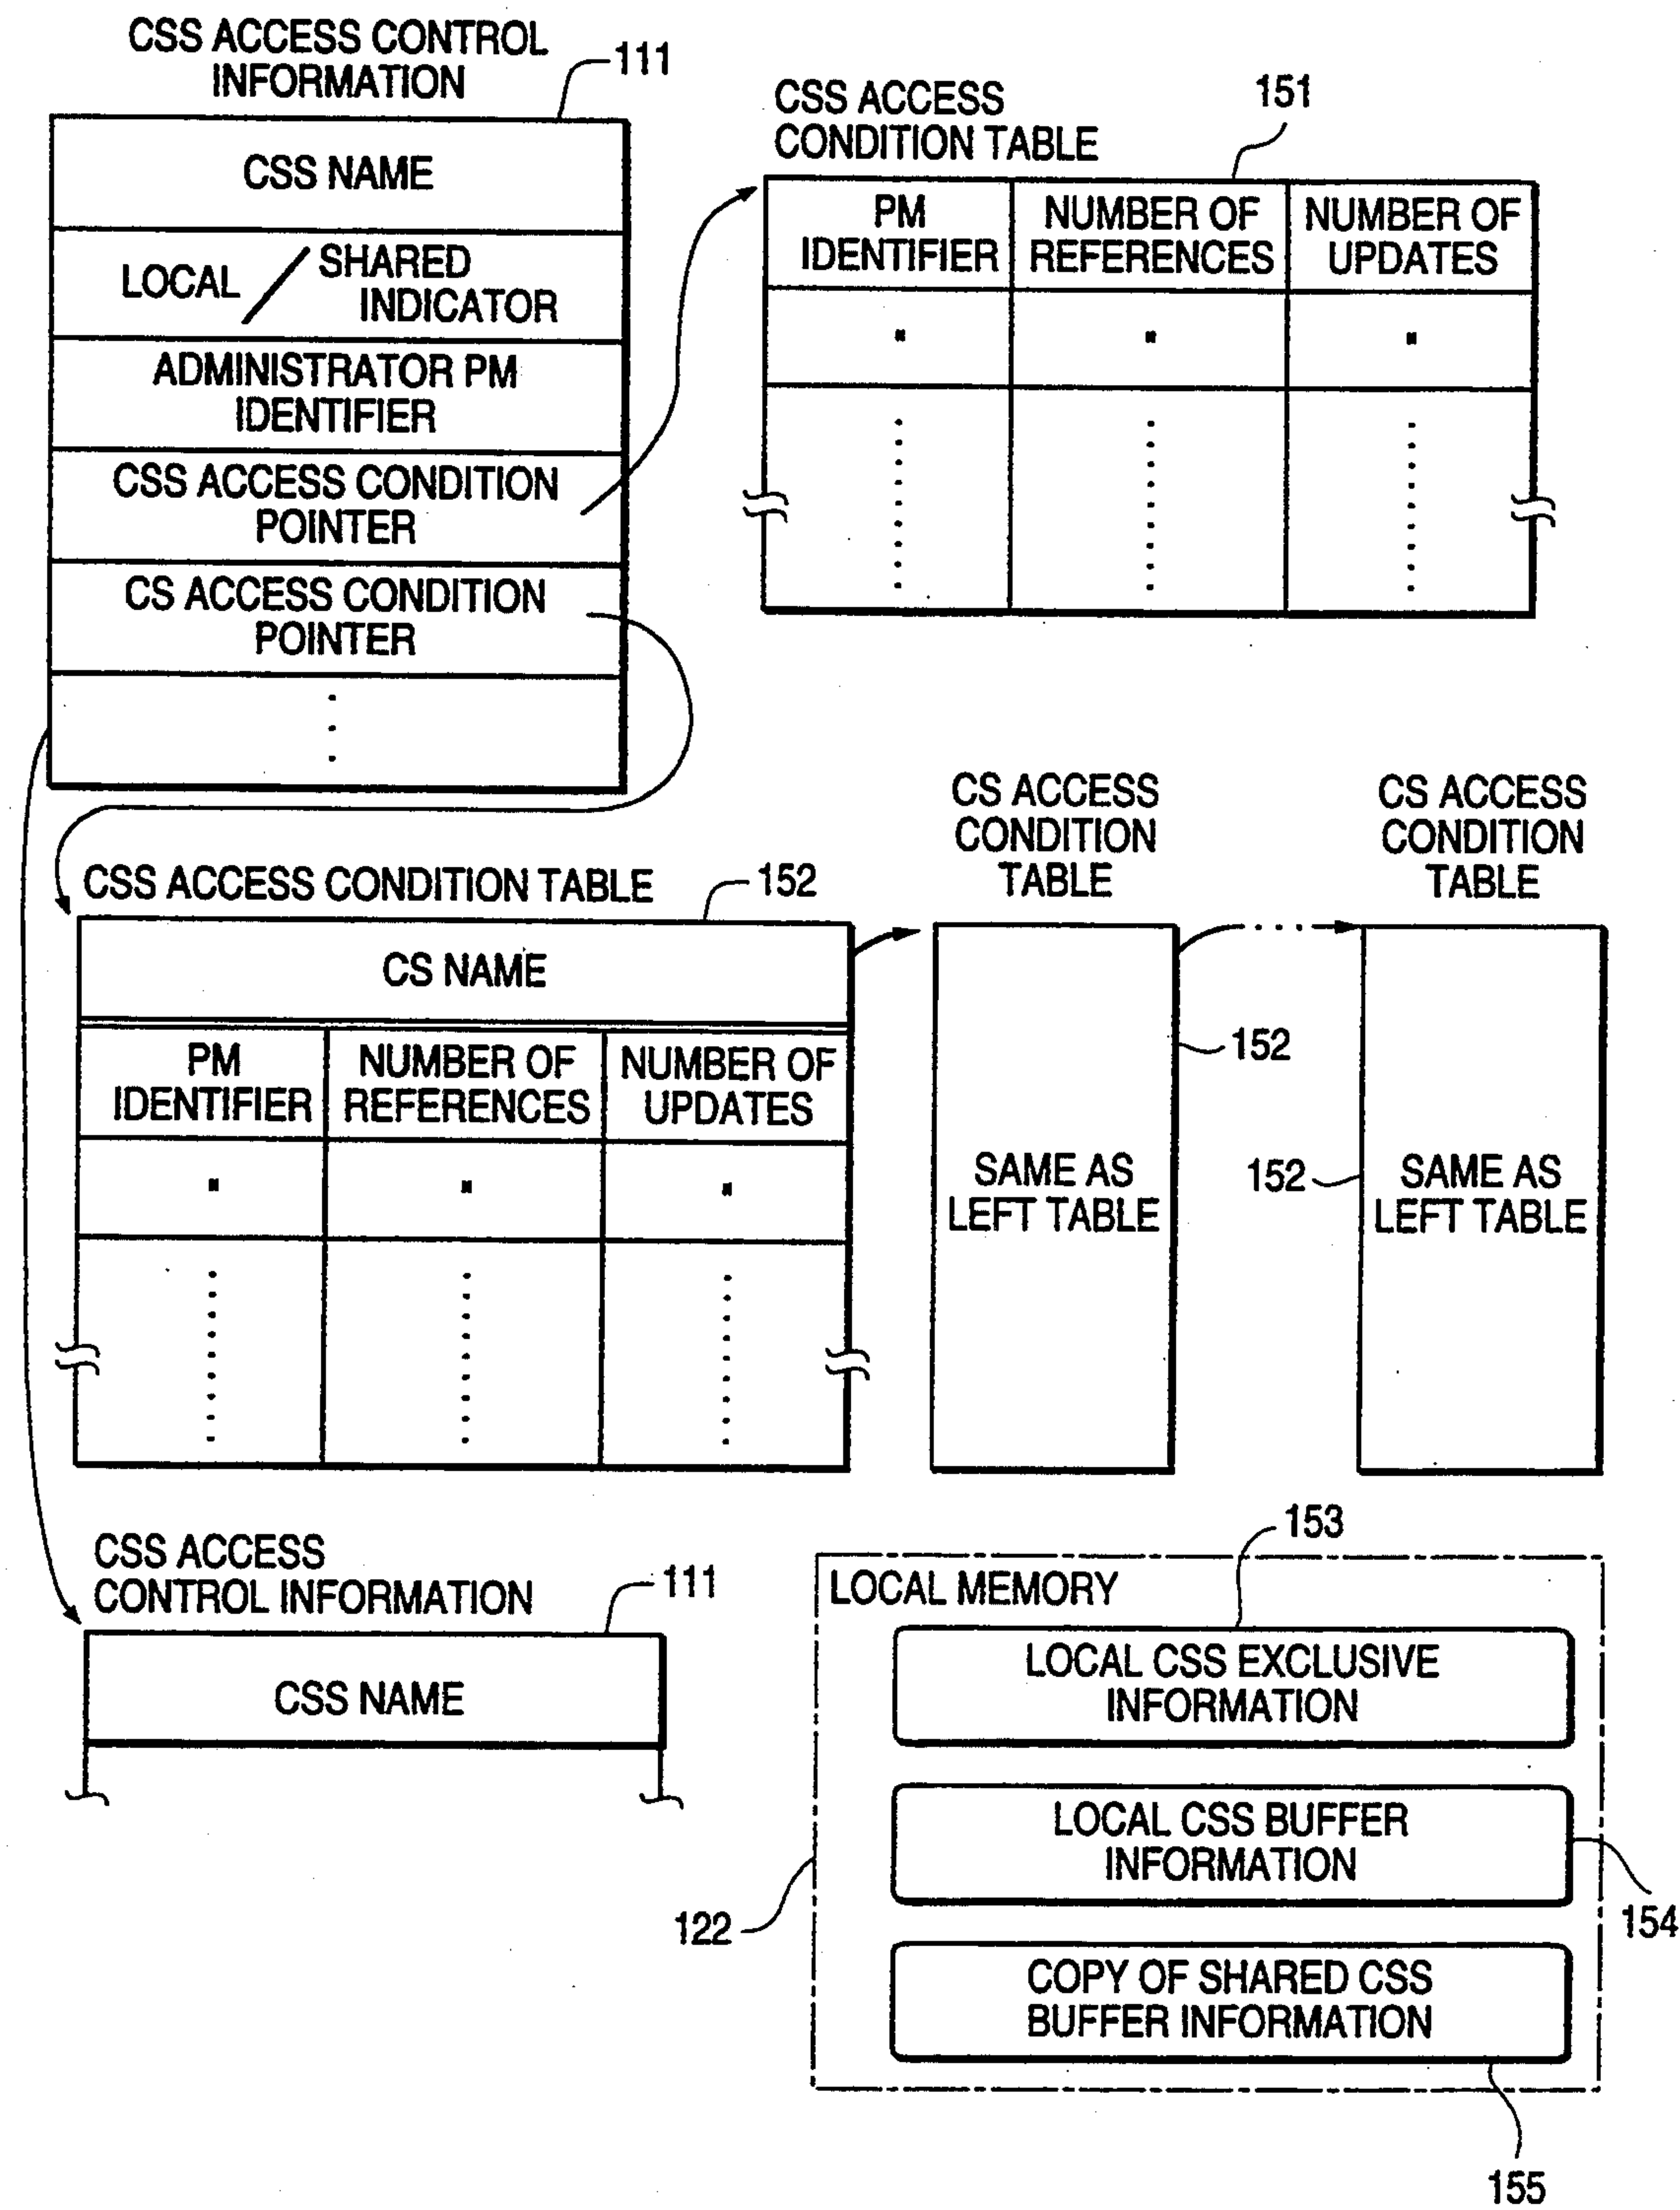 CSS ACCESS CONTROL
INFORMATION
111
CSS NAME
LOCAL / SHARED
INDICATOR
ADMINISTRATOR PM
IDENTIFIER
CSS ACCESS CONDITION
POINTER
CS ACCESS CONDITION
POINTER
CSS ACCESS
CONDITION TABLE
151
PM
IDENTIFIER
NUMBER OF
REFERENCES
NUMBER OF
UPDATES
CSS ACCESS CONDITION TABLE
152
CS NAME
PM
IDENTIFIER
NUMBER OF
REFERENCES
NUMBER OF
UPDATES
CS ACCESS
CONDITION
TABLE
152
SAME AS
LEFT TABLE
CS ACCESS
CONDITION
TABLE
152
SAME AS
LEFT TABLE
CSS ACCESS
CONTROL INFORMATION
111
CSS NAME
153
LOCAL MEMORY
LOCAL CSS EXCLUSIVE
INFORMATION
LOCAL CSS BUFFER
INFORMATION
154
122
COPY OF SHARED CSS
BUFFER INFORMATION
155